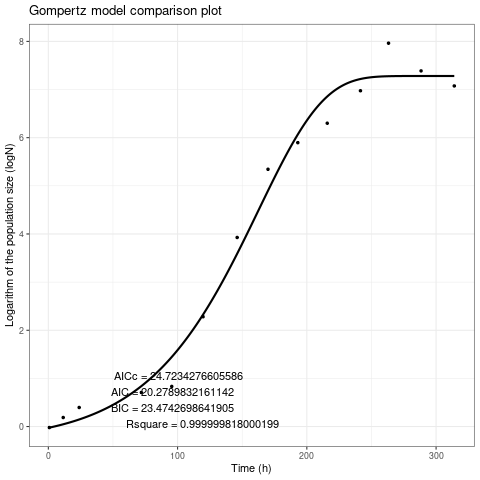 Gompertz model comparison plot
8
6
4
2
0
Logarithm of the population size (logN)
AICc = 24.7234276605586
AIC = 20.2789832161142
BIC = 23.4742698641905
Rsquare = 0.999999818000199
0 100 200 300
Time (h)